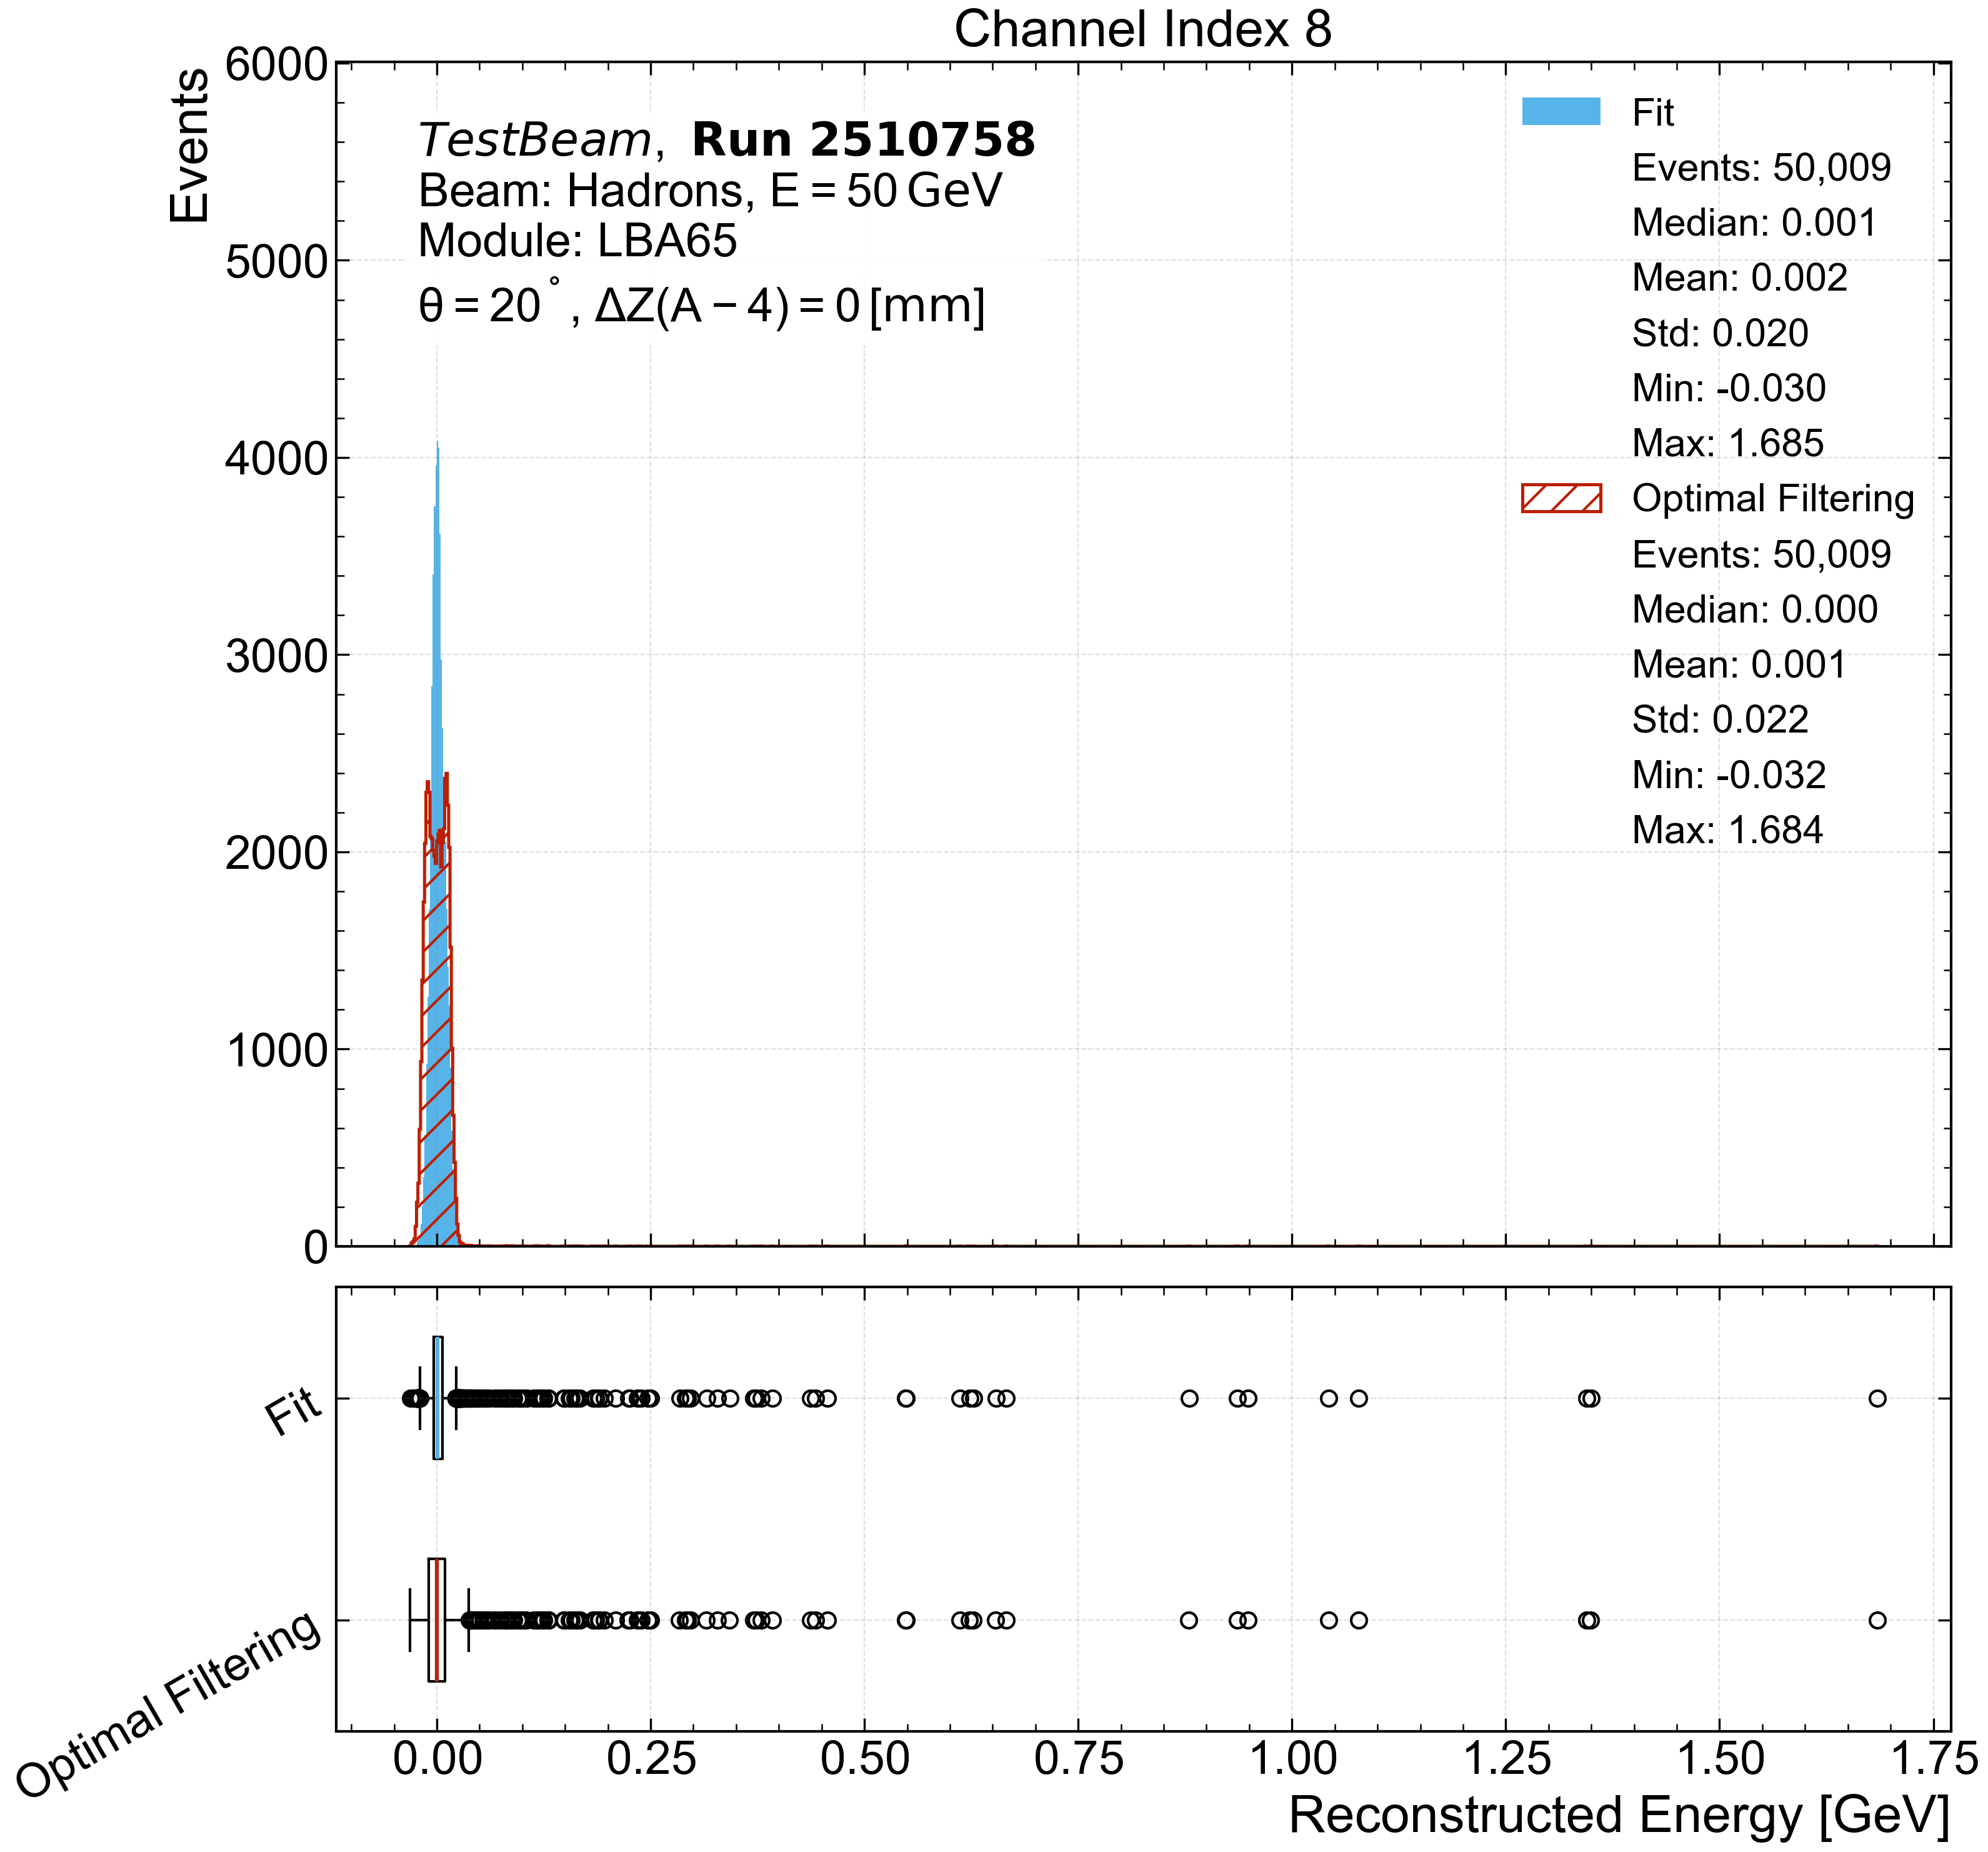 Channel Index 8
Events
6000
5000
4000
3000
2000
1000
0
TestBeam, Run 2510758
Beam: Hadrons, E = 50 GeV
Module: LBA65
θ = 20°, ΔZ(A − 4) = 0 [mm]
Fit
Events: 50,009
Median: 0.001
Mean: 0.002
Std: 0.020
Min: -0.030
Max: 1.685
Optimal Filtering
Events: 50,009
Median: 0.000
Mean: 0.001
Std: 0.022
Min: -0.032
Max: 1.684
Fit
Optimal Filtering
0.00 0.25 0.50 0.75 1.00 1.25 1.50 1.75
Reconstructed Energy [GeV]